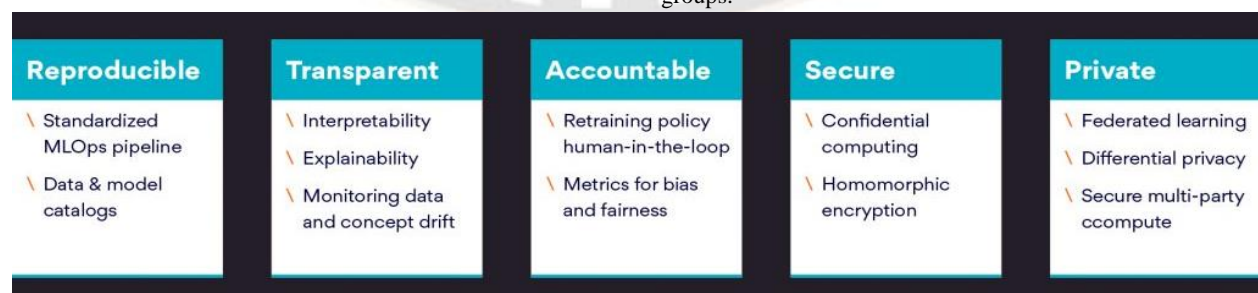 groups.
Reproducible
\ Standardized
MLOps pipeline
\ Data & model
catalogs
Transparent
\ Interpretability
\ Explainability
\ Monitoring data
and concept drift
Accountable
\ Retraining policy
human-in-the-loop
\ Metrics for bias
and fairness
Secure
\ Confidential
computing
\ Homomorphic
encryption
Private
\ Federated learning
\ Differential privacy
\ Secure multi-party
ccompute